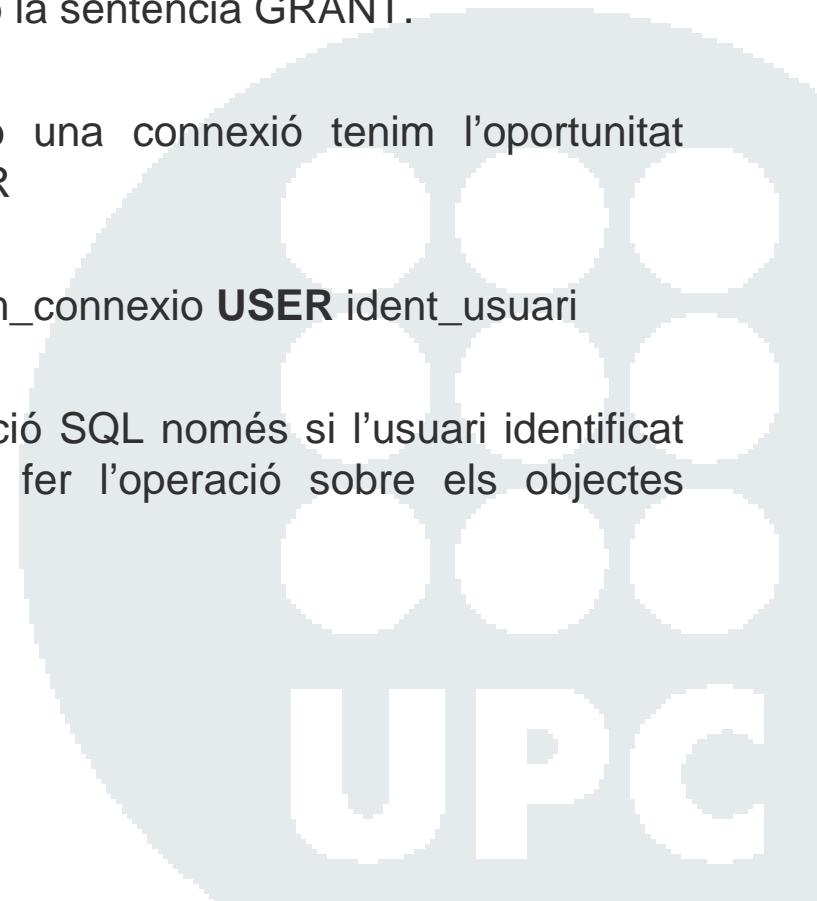 la sentència GRANT.
una connexió tenim l’oportunitat
R
_connexio USER ident_usuari
ció SQL només si l’usuari identificat
fer l’operació sobre els objectes
UPC